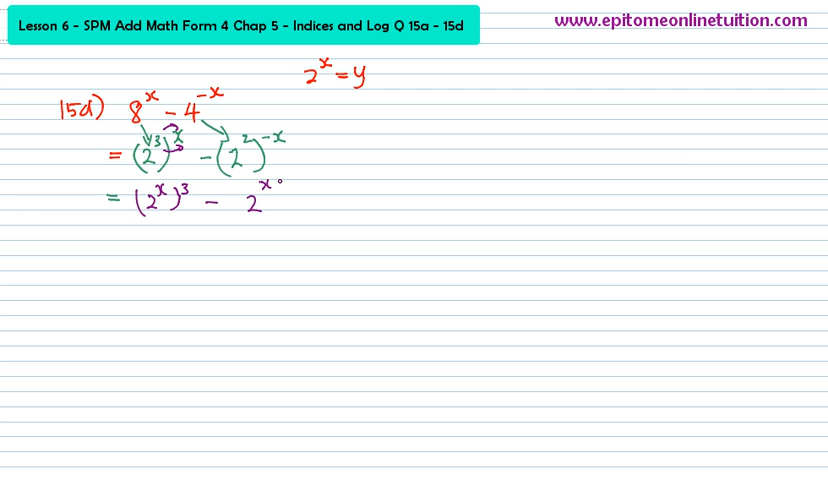 Lesson 6 - SPM Add Math Form 4 Chap 5 - Indices and Log Q 15a - 15d
www.epitomeonlinetuition.com
2^x = y
15d) 8^x - 4^-x
= (2^3)^x - (2^2)^-x
= (2^x)^3 - 2^x